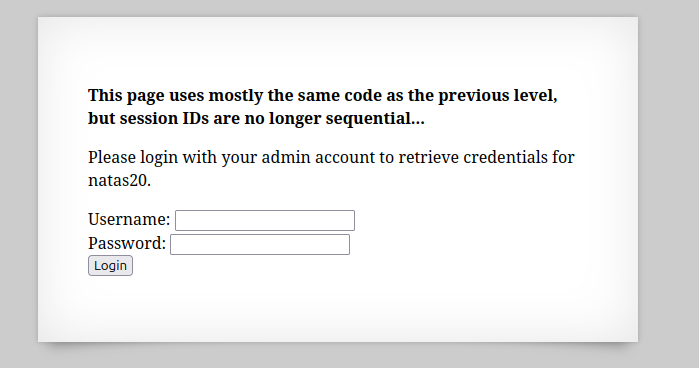 This page uses mostly the same code as the previous level,
but session IDs are no longer sequential...
Please login with your admin account to retrieve credentials for
natas20.
Username:
Password:
Login